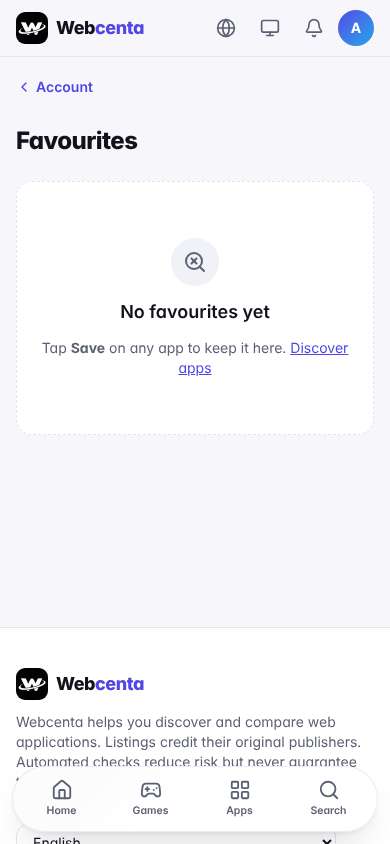 Webcenta
A
Account
Favourites
No favourites yet
Tap Save on any app to keep it here. Discover
apps
Webcenta
Webcenta helps you discover and compare web
applications. Listings credit their original publishers.
Automated checks reduce risk but never guarantee
Home
Games
Apps
Search
English